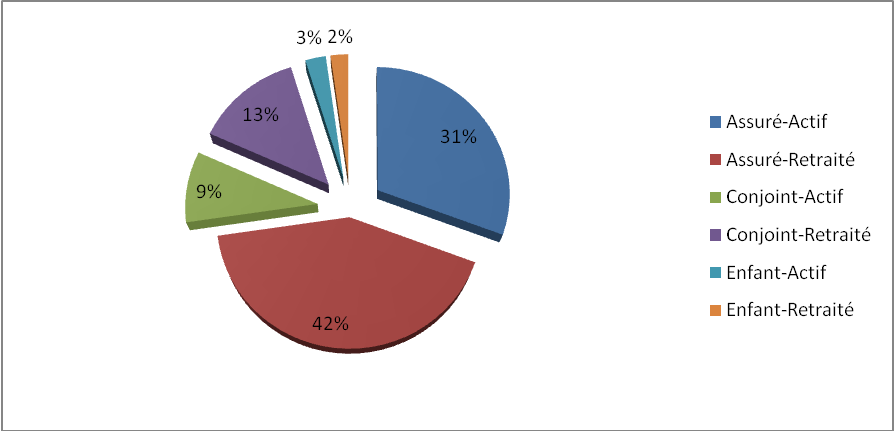 3% 2%
13%
31%
9%
42%
Assuré-Actif
Assuré-Retraité
Conjoint-Actif
Conjoint-Retraité
Enfant-Actif
Enfant-Retraité